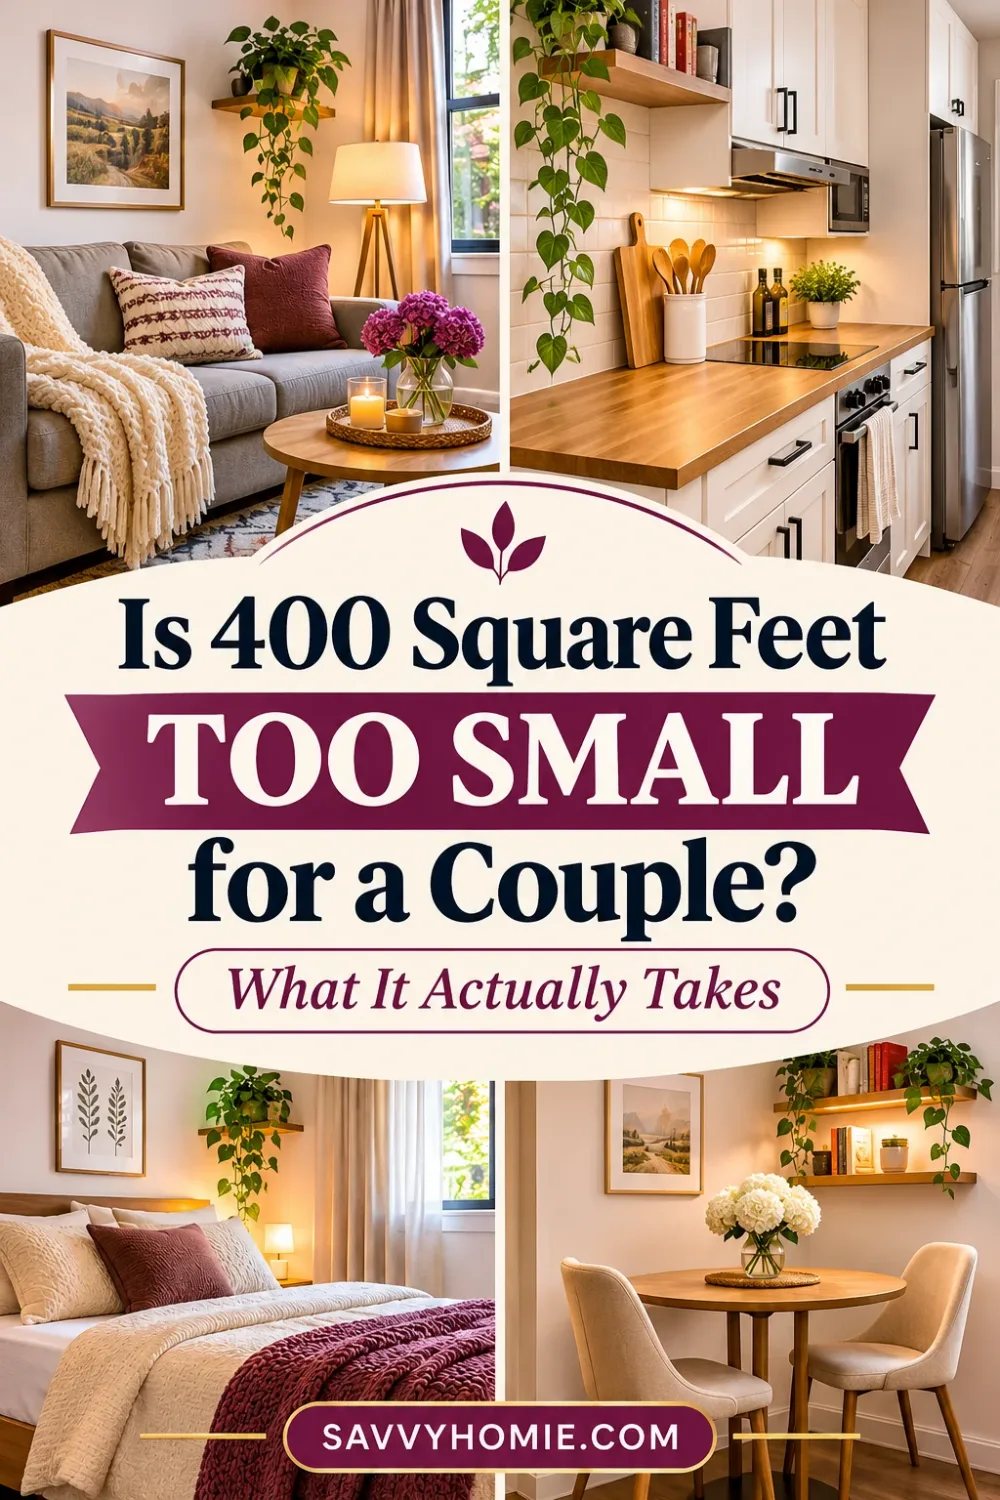 Is 400 Square Feet
TOO SMALL
for a Couple?
What It Actually Takes
SAVVYHOMIE.COM